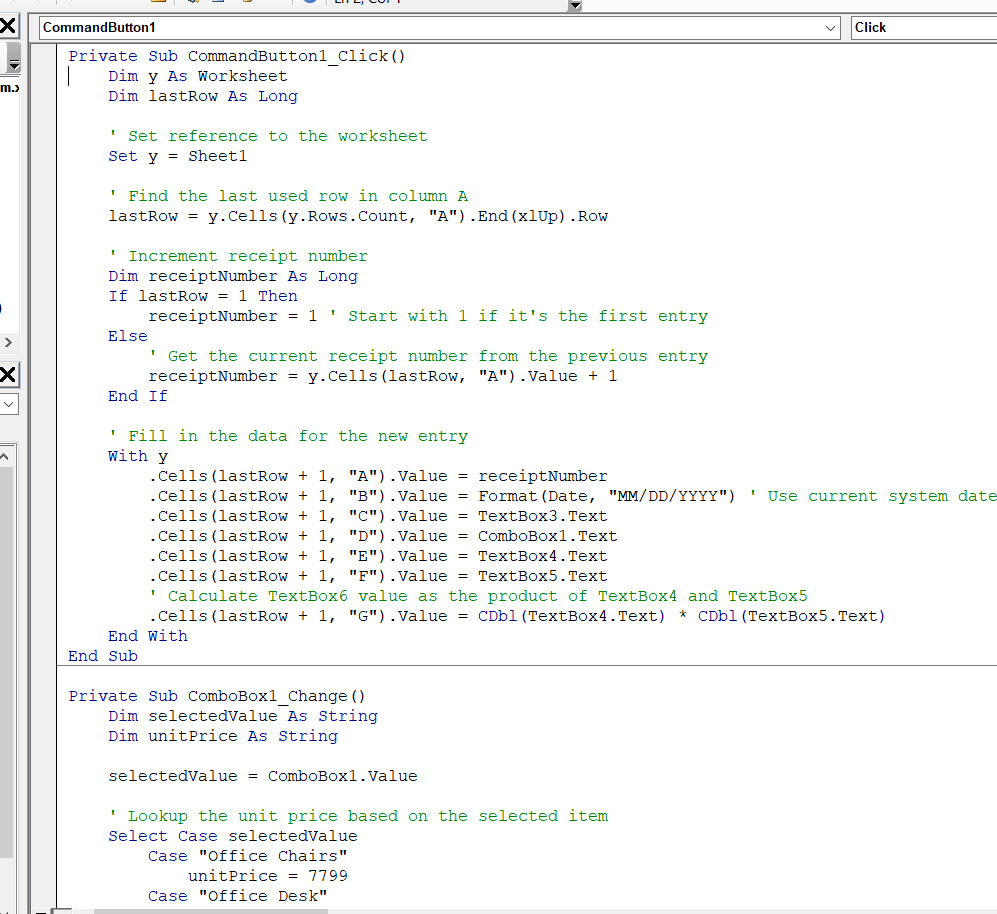 CommandButton1
Click
m.x
Private Sub CommandButton1_Click()
    Dim y As Worksheet
    Dim lastRow As Long
    ' Set reference to the worksheet
    Set y = Sheet1
    ' Find the last used row in column A
    lastRow = y.Cells(y.Rows.Count, "A").End(xlUp).Row
    ' Increment receipt number
    Dim receiptNumber As Long
    If lastRow = 1 Then
        receiptNumber = 1 ' Start with 1 if it's the first entry
    Else
        ' Get the current receipt number from the previous entry
        receiptNumber = y.Cells(lastRow, "A").Value + 1
    End If
    ' Fill in the data for the new entry
    With y
        .Cells(lastRow + 1, "A").Value = receiptNumber
        .Cells(lastRow + 1, "B").Value = Format(Date, "MM/DD/YYYY") ' Use current system date
        .Cells(lastRow + 1, "C").Value = TextBox3.Text
        .Cells(lastRow + 1, "D").Value = ComboBox1.Text
        .Cells(lastRow + 1, "E").Value = TextBox4.Text
        .Cells(lastRow + 1, "F").Value = TextBox5.Text
        ' Calculate TextBox6 value as the product of TextBox4 and TextBox5
        .Cells(lastRow + 1, "G").Value = CDbl(TextBox4.Text) * CDbl(TextBox5.Text)
    End With
End Sub
Private Sub ComboBox1_Change()
    Dim selectedValue As String
    Dim unitPrice As String
    selectedValue = ComboBox1.Value
    ' Lookup the unit price based on the selected item
    Select Case selectedValue
        Case "Office Chairs"
            unitPrice = 7799
        Case "Office Desk"